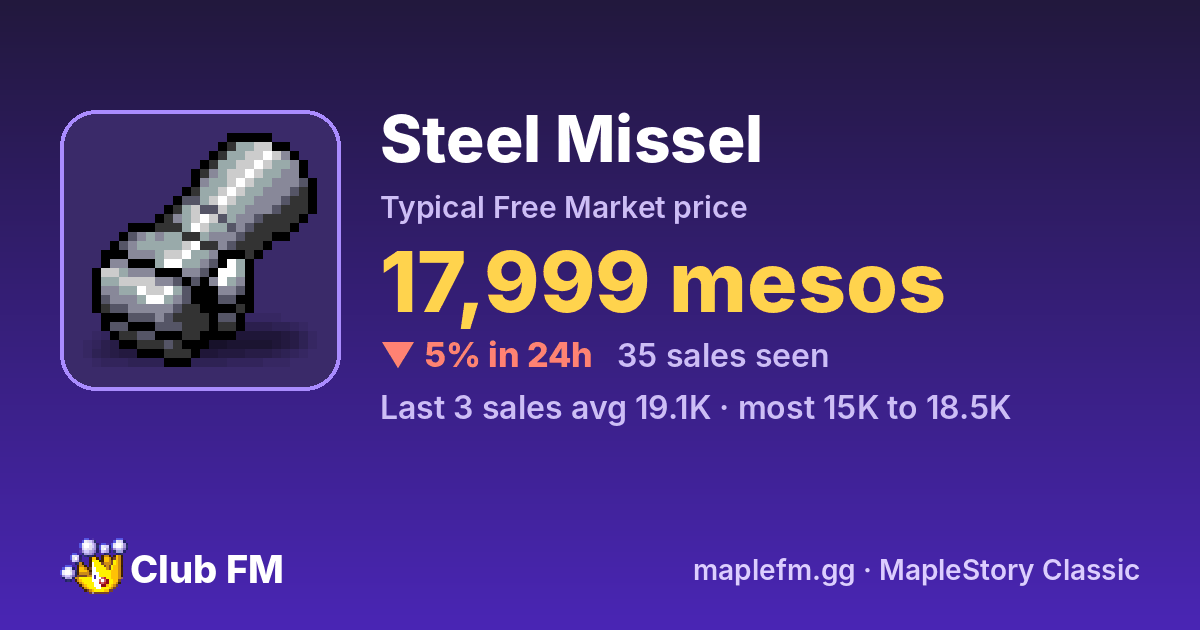 Steel Missel
Typical Free Market price
17,999 mesos
▼ 5% in 24h 35 sales seen
Last 3 sales avg 19.1K · most 15K to 18.5K
Club FM
maplefm.gg · MapleStory Classic